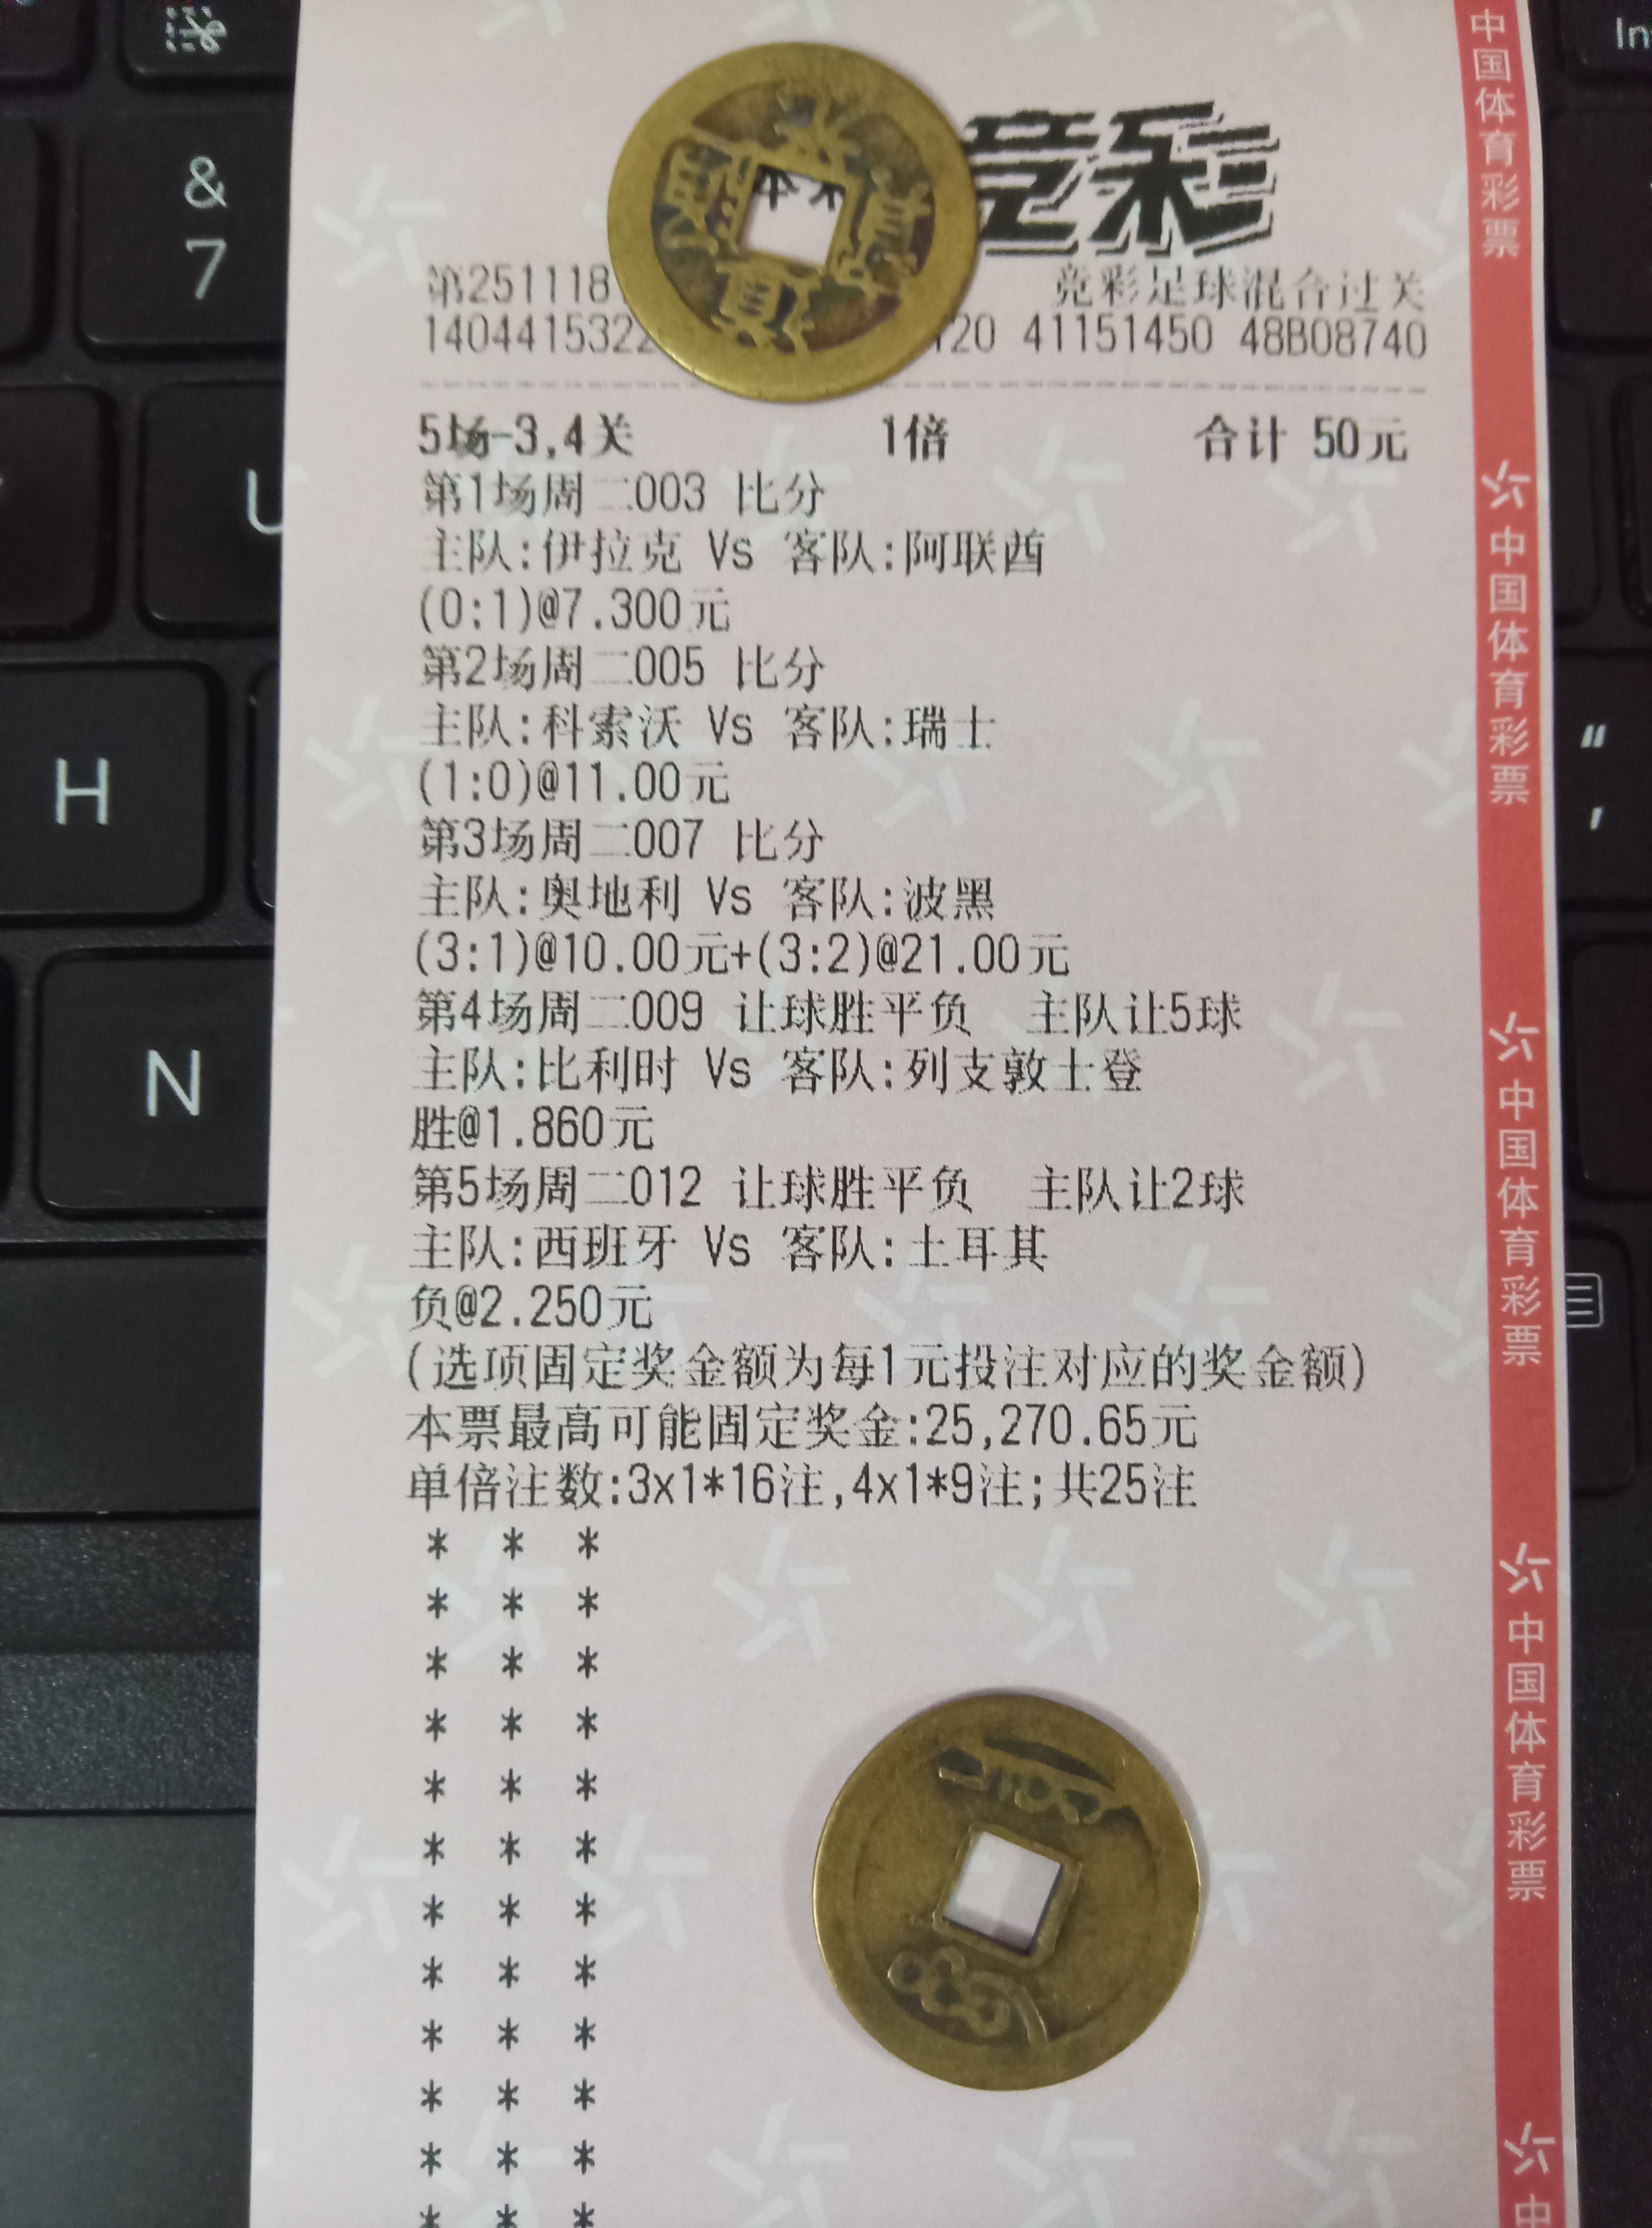 竞彩
第251118
竞彩足球混合过关
1404415322
120 41151450 48B08740
5场-3,4关 1倍 合计 50元
第1场周二003 比分
主队:伊拉克 Vs 客队:阿联酋
(0:1)@7.300元
第2场周二005 比分
主队:科索沃 Vs 客队:瑞士
(1:0)@11.00元
第3场周二007 比分
主队:奥地利 Vs 客队:波黑
(3:1)@10.00元+(3:2)@21.00元
第4场周二009 让球胜平负 主队让5球
主队:比利时 Vs 客队:列支敦士登
胜@1.860元
第5场周二012 让球胜平负 主队让2球
主队:西班牙 Vs 客队:土耳其
负@2.250元
(选项固定奖金额为每1元投注对应的奖金额)
本票最高可能固定奖金:25,270.65元
单倍注数:3x1*16注,4x1*9注;共25注
* * *
* * *
* * *
* * *
* * *
* * *
* * *
* * *
* * *
* * *
* * *
* * *
中国体育彩票
中国体育彩票
中国体育彩票
中国体育彩票
中
&
7
U
H
N
In
"
'